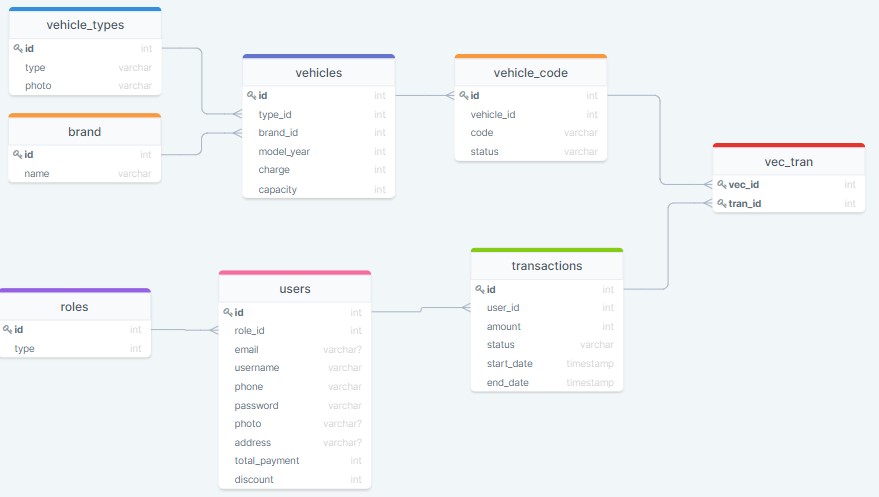 vehicle_types
id int
type varchar
photo varchar
brand
id int
name varchar
vehicles
id int
type_id int
brand_id int
model_year int
charge int
capacity int
vehicle_code
id int
vehicle_id int
code varchar
status varchar
vec_tran
vec_id int
tran_id int
roles
id int
type int
users
id int
role_id int
email varchar?
username varchar
phone varchar
password varchar
photo varchar?
address varchar?
total_payment int
discount int
transactions
id int
user_id int
amount int
status varchar
start_date timestamp
end_date timestamp